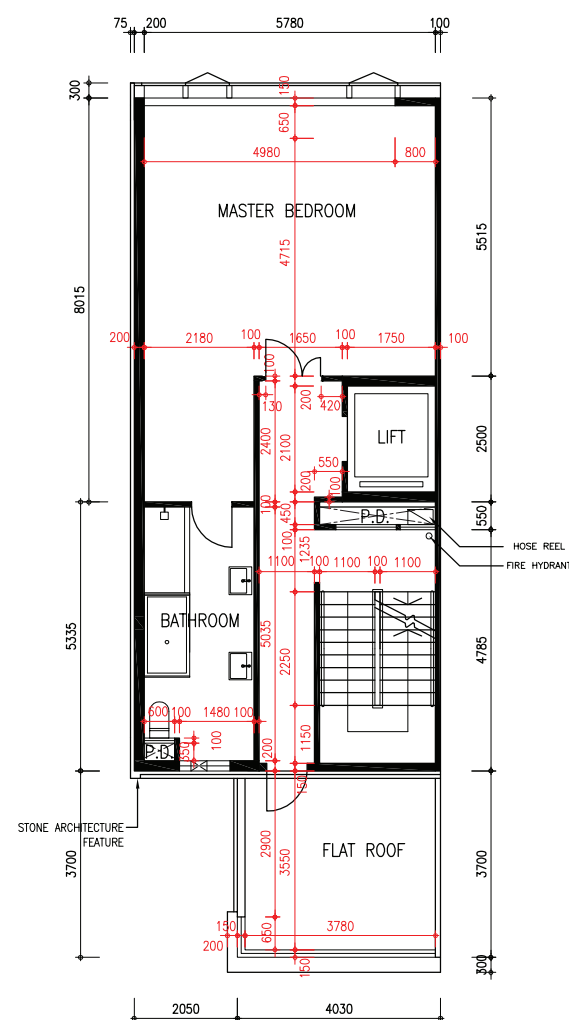 75 200 5780 100
300
150
650
4980 800
MASTER BEDROOM
4715
5515
8015
200 2180 100 1650 100 1750 100
100
130 200 420
LIFT
2400 2100
2500
550
200 100
100 450
P.D.
550
100 1235
HOSE REEL
1100 100 1100 100 1100
FIRE HYDRANT
BATHROOM
5335 5035
2250
4785
600 100 1480 100
P.D. 350 100 200 1150
150
STONE ARCHITECTURE
FEATURE
FLAT ROOF
3700 2900 3550 3700
150 3780
200 650
150 300
2050 4030